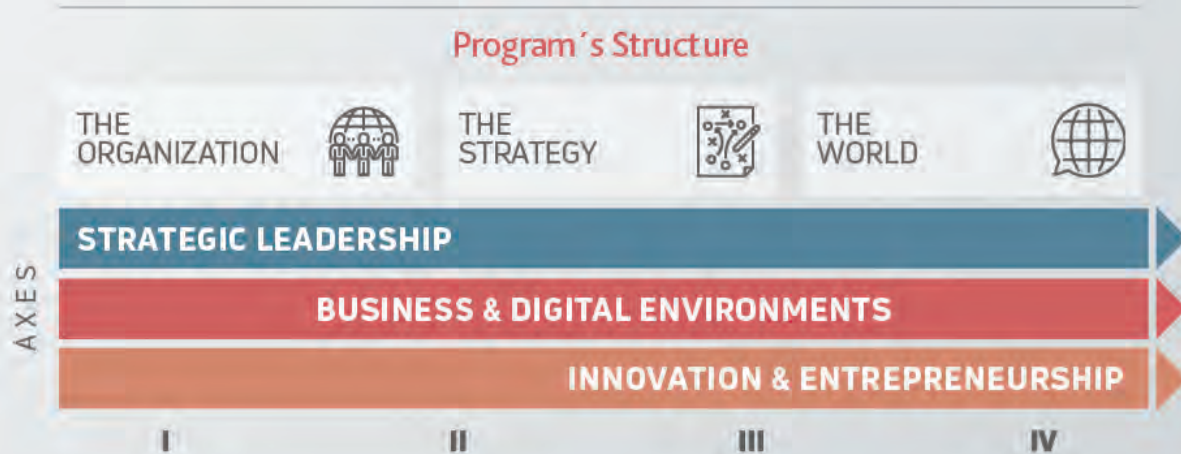 Program´s Structure
THE
ORGANIZATION
THE
STRATEGY
THE
WORLD
AXES
STRATEGIC LEADERSHIP
BUSINESS & DIGITAL ENVIRONMENTS
INNOVATION & ENTREPRENEURSHIP
I II III IV